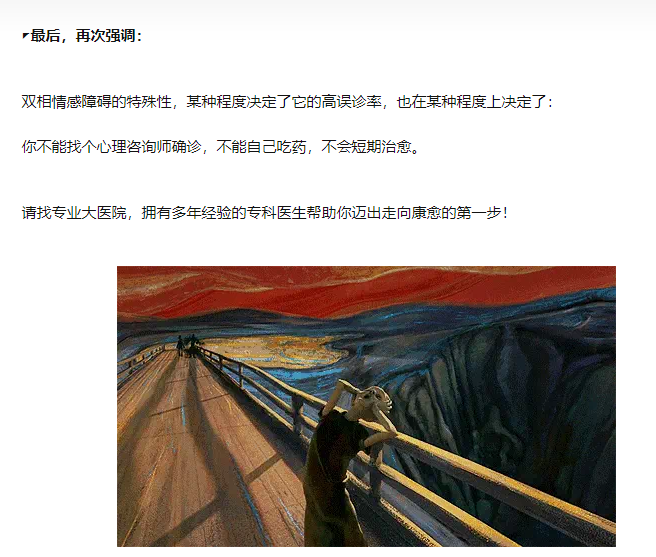 最后，再次强调：
双相情感障碍的特殊性，某种程度决定了它的高误诊率，也在某种程度上决定了：
你不能找个心理咨询师确诊，不能自己吃药，不会短期治愈。
请找专业大医院，拥有多年经验的专科医生帮助你迈出走向康愈的第一步！